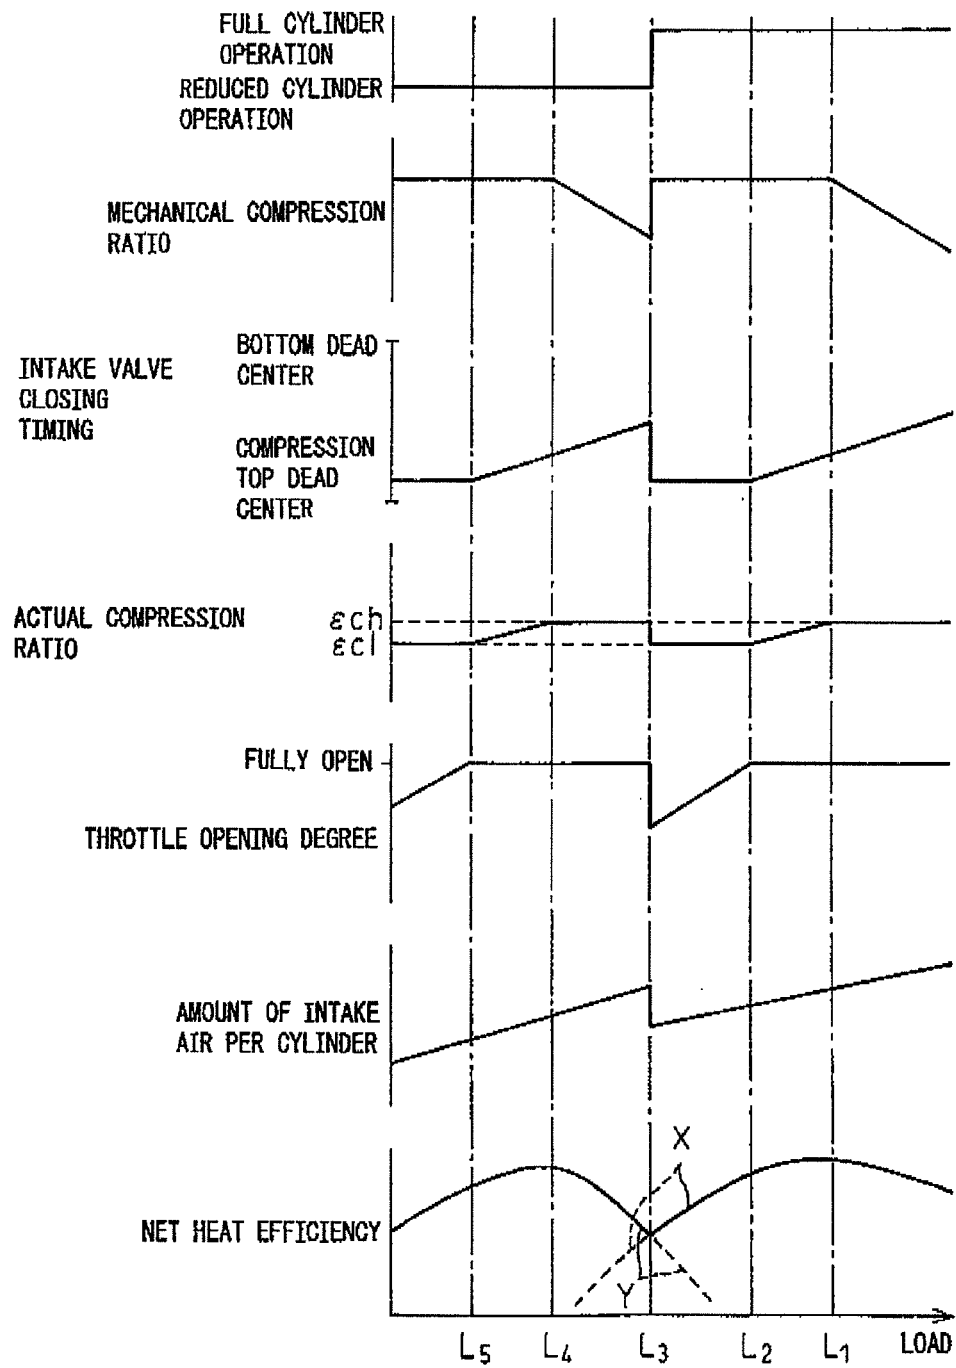 FULL CYLINDER
OPERATION
REDUCED CYLINDER
OPERATION
MECHANICAL COMPRESSION
RATIO
INTAKE VALVE
CLOSING
TIMING
BOTTOM DEAD
CENTER
COMPRESSION
TOP DEAD
CENTER
ACTUAL COMPRESSION
RATIO
εch
εcl
FULLY OPEN
THROTTLE OPENING DEGREE
AMOUNT OF INTAKE
AIR PER CYLINDER
NET HEAT EFFICIENCY
X
Y
L5 L4 L3 L2 L1 LOAD